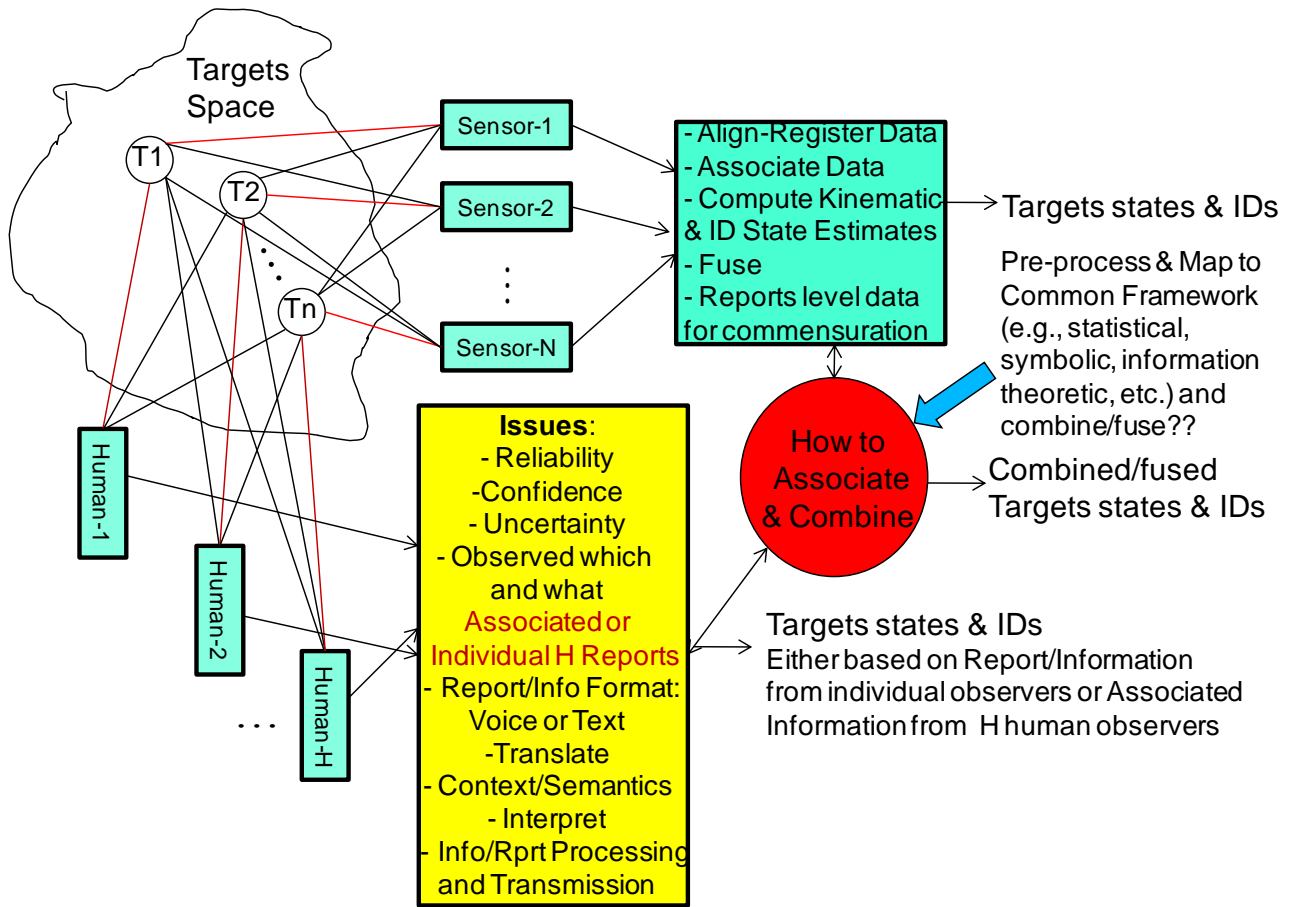 Targets
Space
T1
T2
Tn
Sensor-1
Sensor-2
Sensor-N
Human-1
Human-2
Human-H
- Align-Register Data
- Associate Data
- Compute Kinematic
& ID State Estimates
- Fuse
- Reports level data
for commensuration
Targets states & IDs
Pre-process & Map to
Common Framework
(e.g., statistical,
symbolic, information
theoretic, etc.) and
combine/fuse??
How to
Associate
& Combine
Combined/fused
Targets states & IDs
Issues:
- Reliability
-Confidence
- Uncertainty
- Observed which
and what
Associated or
Individual H Reports
- Report/Info Format:
Voice or Text
-Translate
- Context/Semantics
- Interpret
- Info/Rprt Processing
and Transmission
Targets states & IDs
Either based on Report/Information
from individual observers or Associated
Information from H human observers